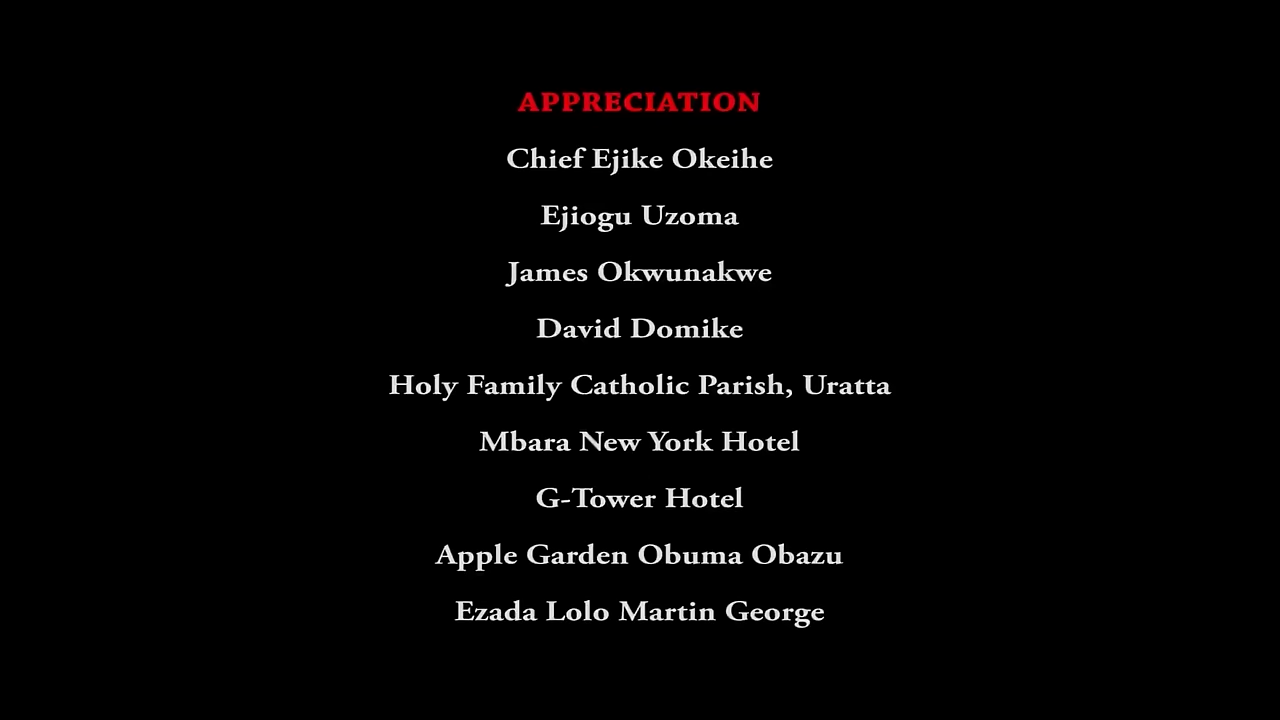 APPRECIATION
Chief Ejike Okeihe
Ejiogu Uzoma
James Okwunakwe
David Domike
Holy Family Catholic Parish, Uratta
Mbara New York Hotel
G-Tower Hotel
Apple Garden Obuma Obazu
Ezada Lolo Martin George